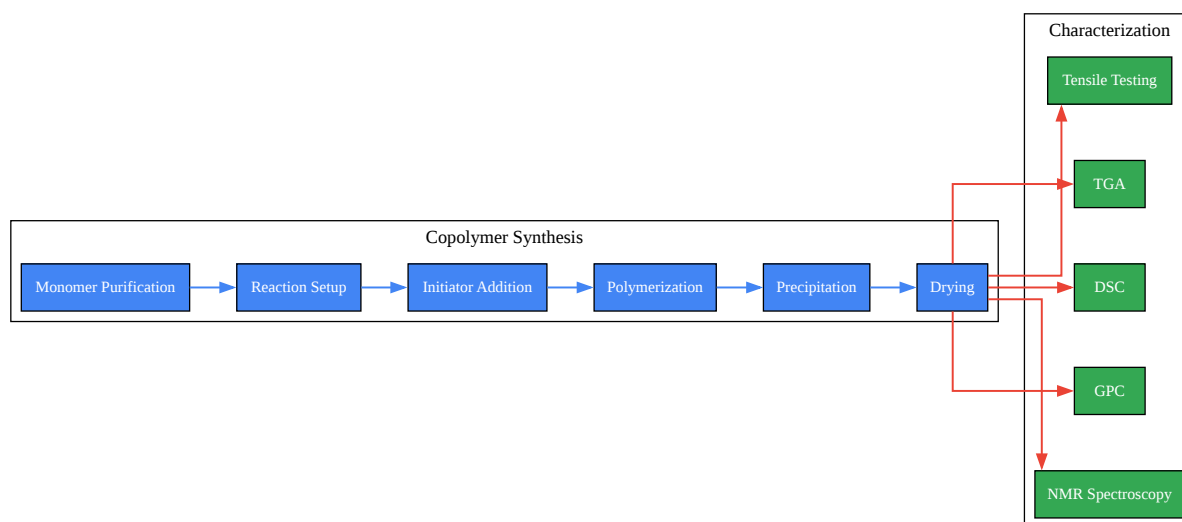 Characterization
Tensile Testing
TGA
Copolymer Synthesis
Monomer Purification
Reaction Setup
Initiator Addition
Polymerization
Precipitation
Drying
DSC
GPC
NMR Spectroscopy